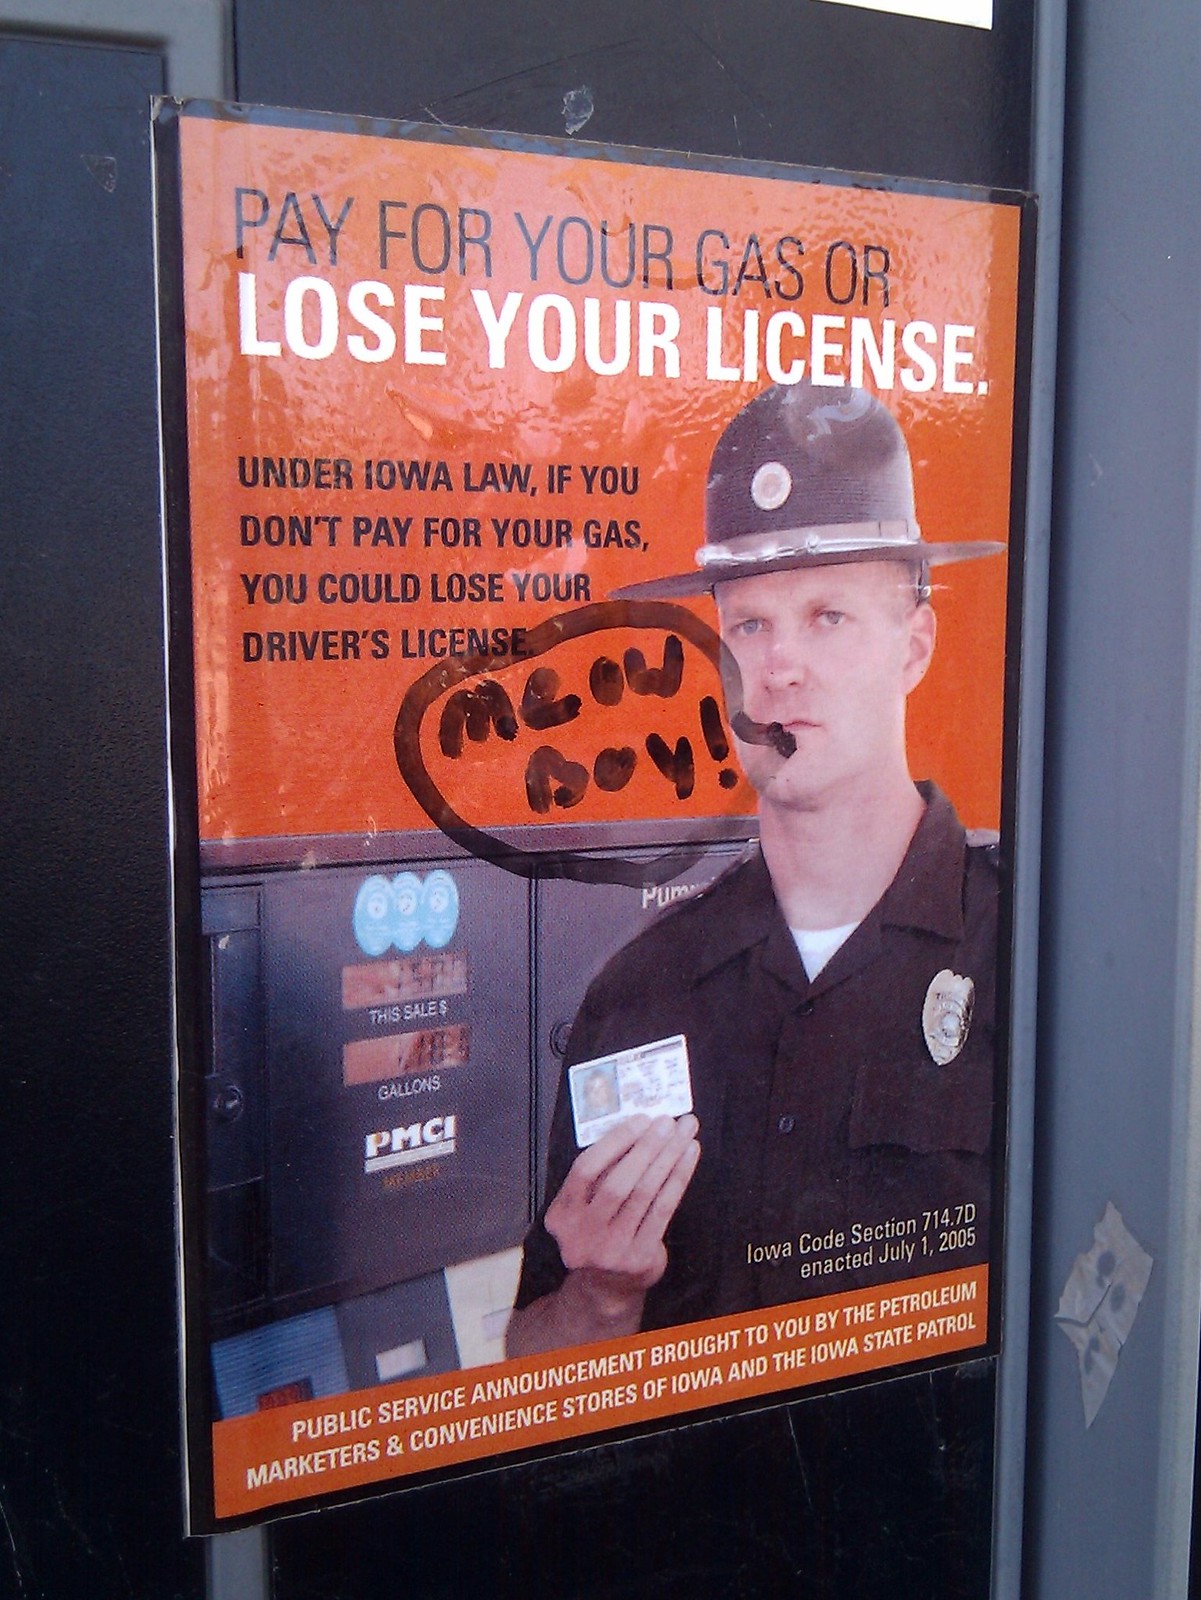 PAY FOR YOUR GAS OR
LOSE YOUR LICENSE.
UNDER IOWA LAW, IF YOU
DON'T PAY FOR YOUR GAS,
YOU COULD LOSE YOUR
DRIVER'S LICENSE.
MEOW
BOY!
THIS SALE $
GALLONS
PMCI
MEMBER
Iowa Code Section 714.7D
enacted July 1, 2005
PUBLIC SERVICE ANNOUNCEMENT BROUGHT TO YOU BY THE PETROLEUM
MARKETERS & CONVENIENCE STORES OF IOWA AND THE IOWA STATE PATROL